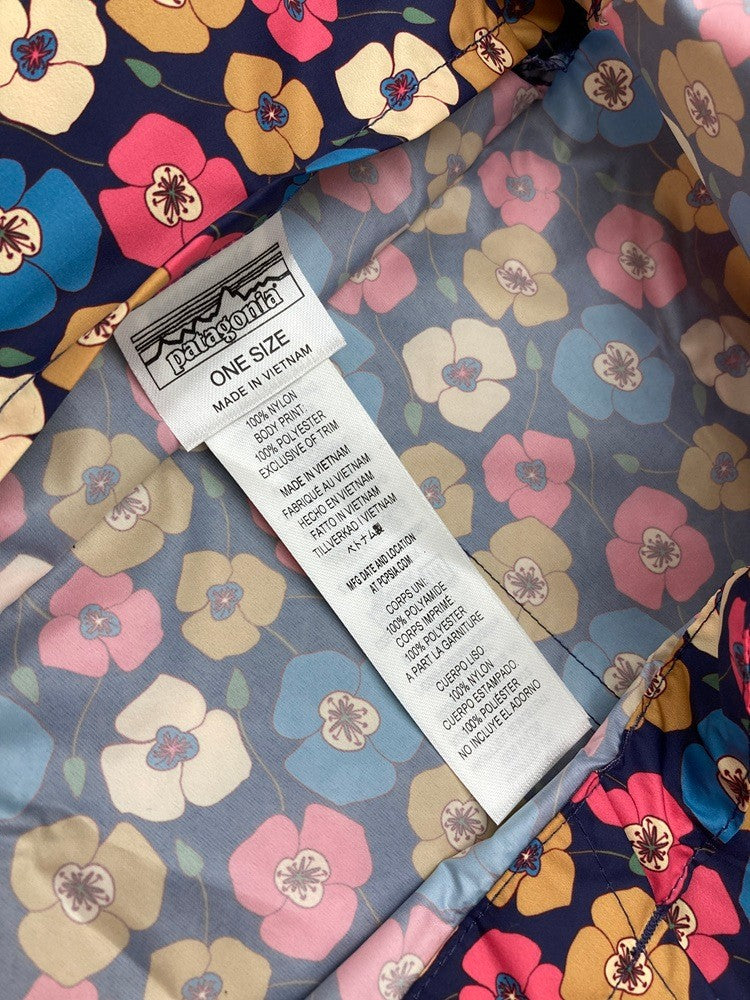 patagonia®
ONE SIZE
MADE IN VIETNAM
100% NYLON
BODY PRINT:
100% POLYESTER
EXCLUSIVE OF TRIM
MADE IN VIETNAM
FABRIQUÉ AU VIETNAM
HECHO EN VIETNAM
FATTO IN VIETNAM
TILLVERKAD I VIETNAM
ベトナム製
MFG DATE AND LOCATION
AT PCPSIA.COM
CORPS UNI:
100% POLYAMIDE
CORPS IMPRIMÉ
100% POLYESTER
À PART LA GARNITURE
CUERPO LISO
100% NYLON
CUERPO ESTAMPADO
100% POLIÉSTER
NO INCLUYE EL ADORNO